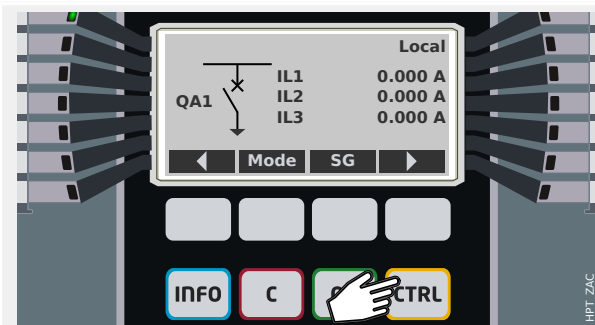 Local
IL1 0.000 A
QA1 IL2 0.000 A
IL3 0.000 A
Mode SG
INFO C CTRL
HPT_ZAC